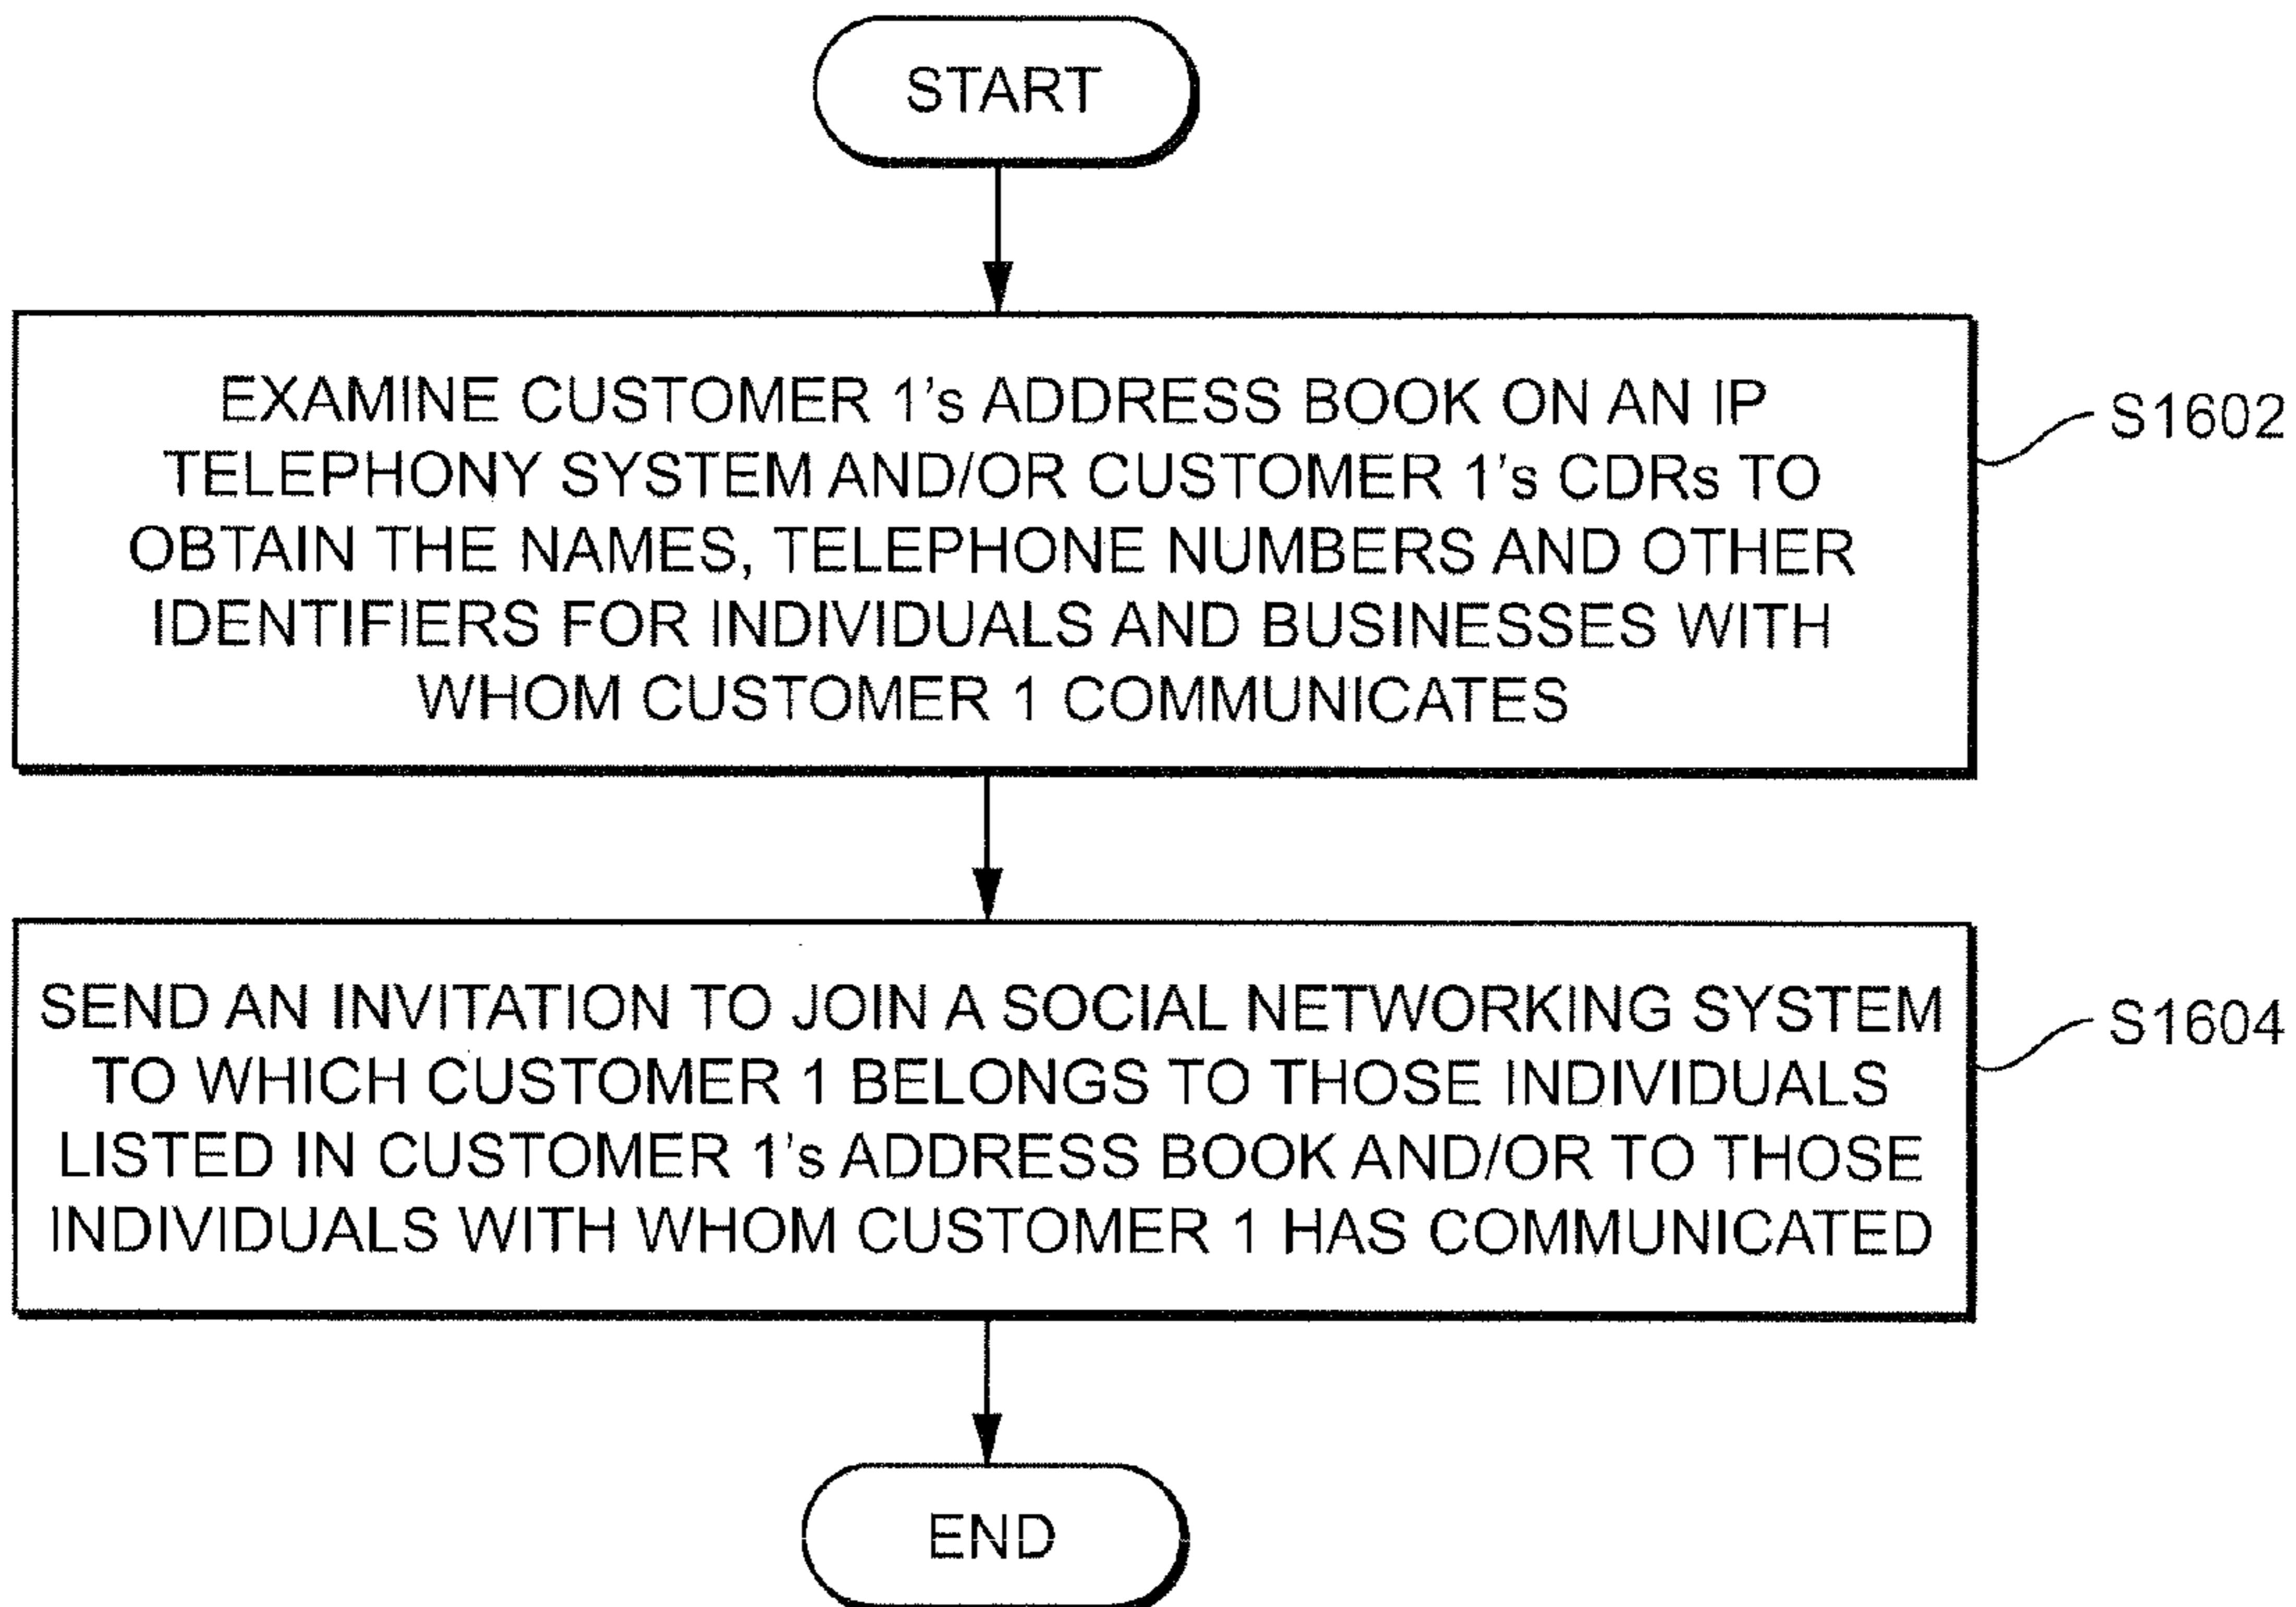 START
EXAMINE CUSTOMER 1's ADDRESS BOOK ON AN IP
TELEPHONY SYSTEM AND/OR CUSTOMER 1's CDRs TO
OBTAIN THE NAMES, TELEPHONE NUMBERS AND OTHER
IDENTIFIERS FOR INDIVIDUALS AND BUSINESSES WITH
WHOM CUSTOMER 1 COMMUNICATES
S1602
SEND AN INVITATION TO JOIN A SOCIAL NETWORKING SYSTEM
TO WHICH CUSTOMER 1 BELONGS TO THOSE INDIVIDUALS
LISTED IN CUSTOMER 1's ADDRESS BOOK AND/OR TO THOSE
INDIVIDUALS WITH WHOM CUSTOMER 1 HAS COMMUNICATED
S1604
END